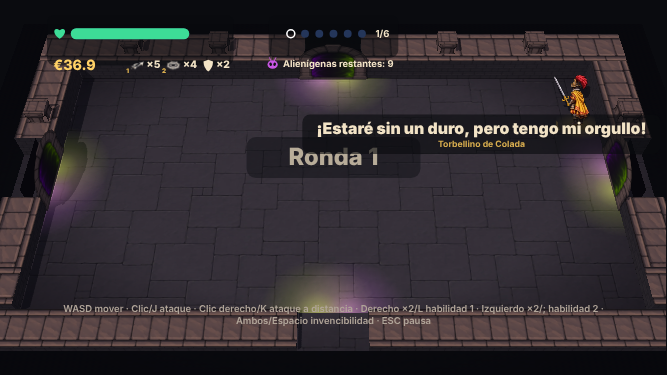 1/6
€36.9
1 ×5 2 ×4 ×2
Alienígenas restantes: 9
¡Estaré sin un duro, pero tengo mi orgullo!
Torbellino de Colada
Ronda 1
WASD mover · Clic/J ataque · Clic derecho/K ataque a distancia · Derecho ×2/L habilidad 1 · Izquierdo ×2/; habilidad 2 ·
Ambos/Espacio invencibilidad · ESC pausa